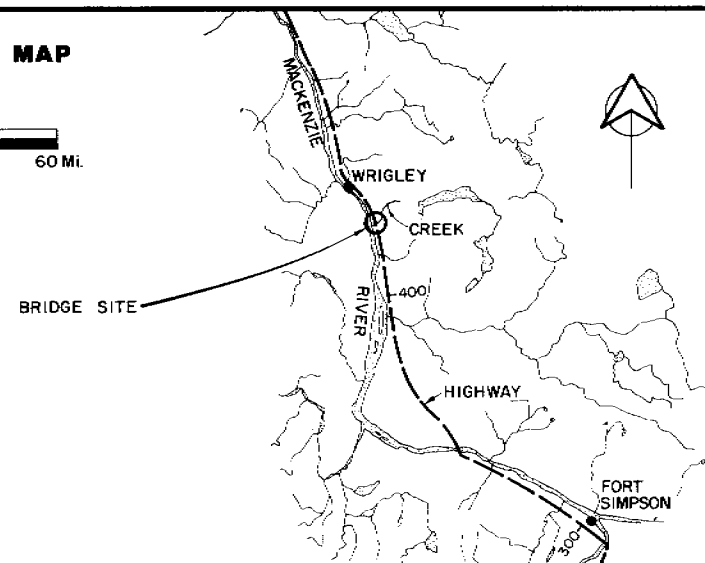 MAP
60 Mi.
MACKENZIE
WRIGLEY
CREEK
BRIDGE SITE
400
RIVER
HIGHWAY
FORT
SIMPSON
300